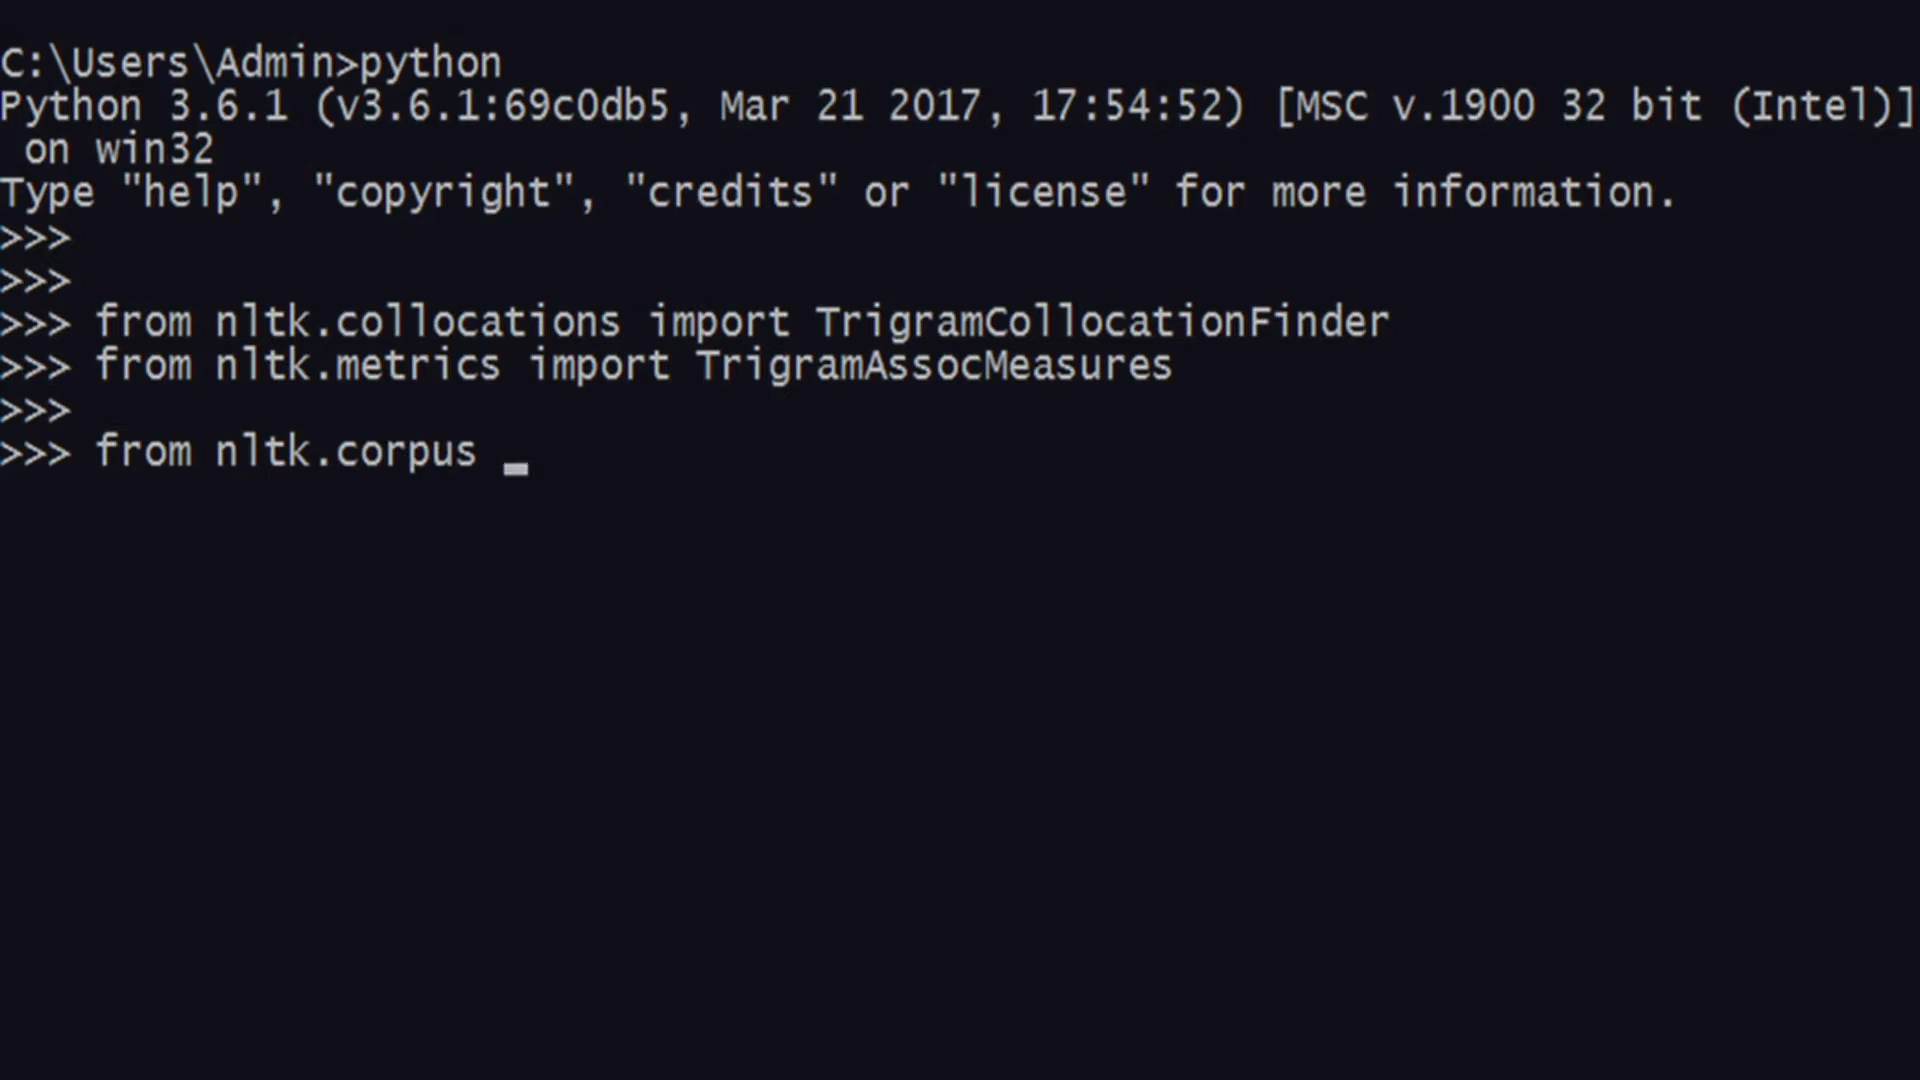 C:\Users\Admin>python
Python 3.6.1 (v3.6.1:69c0db5, Mar 21 2017, 17:54:52) [MSC v.1900 32 bit (Intel)]
 on win32
Type "help", "copyright", "credits" or "license" for more information.
>>>
>>>
>>> from nltk.collocations import TrigramCollocationFinder
>>> from nltk.metrics import TrigramAssocMeasures
>>>
>>> from nltk.corpus _